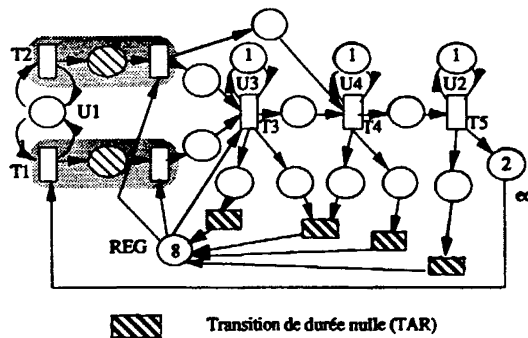 1 1 1
T2 U3 U4 U2
U1
T3 T4 T5
T1
2
REG 8
Transition de durée nulle (TAR)